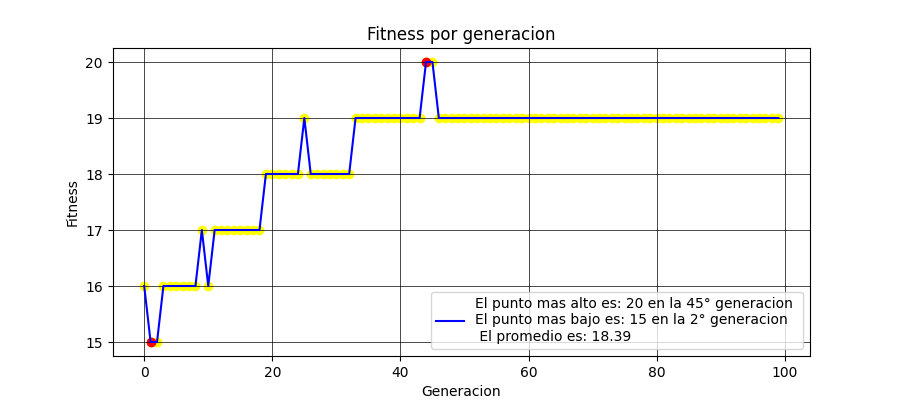 Fitness por generacion
20
19
18
17
16
15
Fitness
El punto mas alto es: 20 en la 45° generacion
El punto mas bajo es: 15 en la 2° generacion
El promedio es: 18.39
0 20 40 60 80 100
Generacion